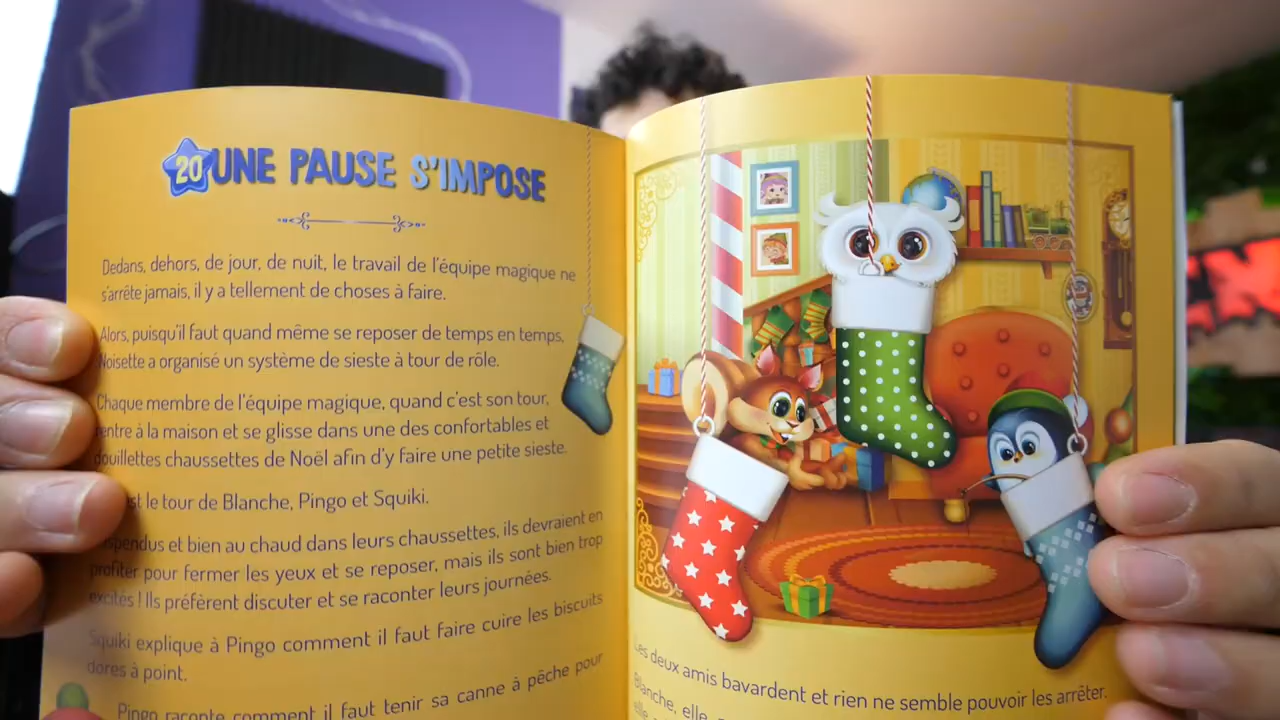 20 UNE PAUSE S'IMPOSE
Dedans, dehors, de jour, de nuit, le travail de l'équipe magique ne
s'arrête jamais, il y a tellement de choses à faire.
Alors, puisqu'il faut quand même se reposer de temps en temps,
Noisette a organisé un système de sieste à tour de rôle.
Chaque membre de l'équipe magique, quand c'est son tour,
rentre à la maison et se glisse dans une des confortables et
douillettes chaussettes de Noël afin d'y faire une petite sieste.
le tour de Blanche, Pingo et Squiki.
et bien au chaud dans leurs chaussettes, ils devraient en
profiter pour fermer les yeux et se reposer, mais ils sont bien trop
excités ! Ils préfèrent discuter et se raconter leurs journées.
Squiki explique à Pingo comment il faut faire cuire les biscuits
dorés à point.
Pingo raconte comment il faut tenir sa canne à pêche pour
Les deux amis bavardent et rien ne semble pouvoir les arrêter.
Blanche, elle